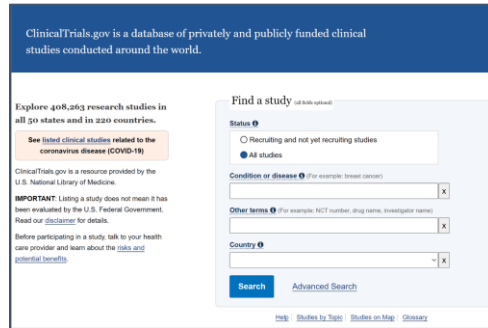 ClinicalTrials.gov is a database of privately and publicly funded clinical
studies conducted around the world.
Explore 408,263 research studies in
all 50 states and in 220 countries.
See listed clinical studies related to the
coronavirus disease (COVID-19)
ClinicalTrials.gov is a resource provided by the
U.S. National Library of Medicine.
IMPORTANT: Listing a study does not mean it has
been evaluated by the U.S. Federal Government.
Read our disclaimer for details.
Before participating in a study, talk to your health
care provider and learn about the risks and
potential benefits.
Find a study (all fields optional)
Status
Recruiting and not yet recruiting studies
All studies
Condition or disease (For example: breast cancer)
X
Other terms (For example: NCT number, drug name, investigator name)
X
Country
X
Search Advanced Search
Help Studies by Topic Studies on Map Glossary